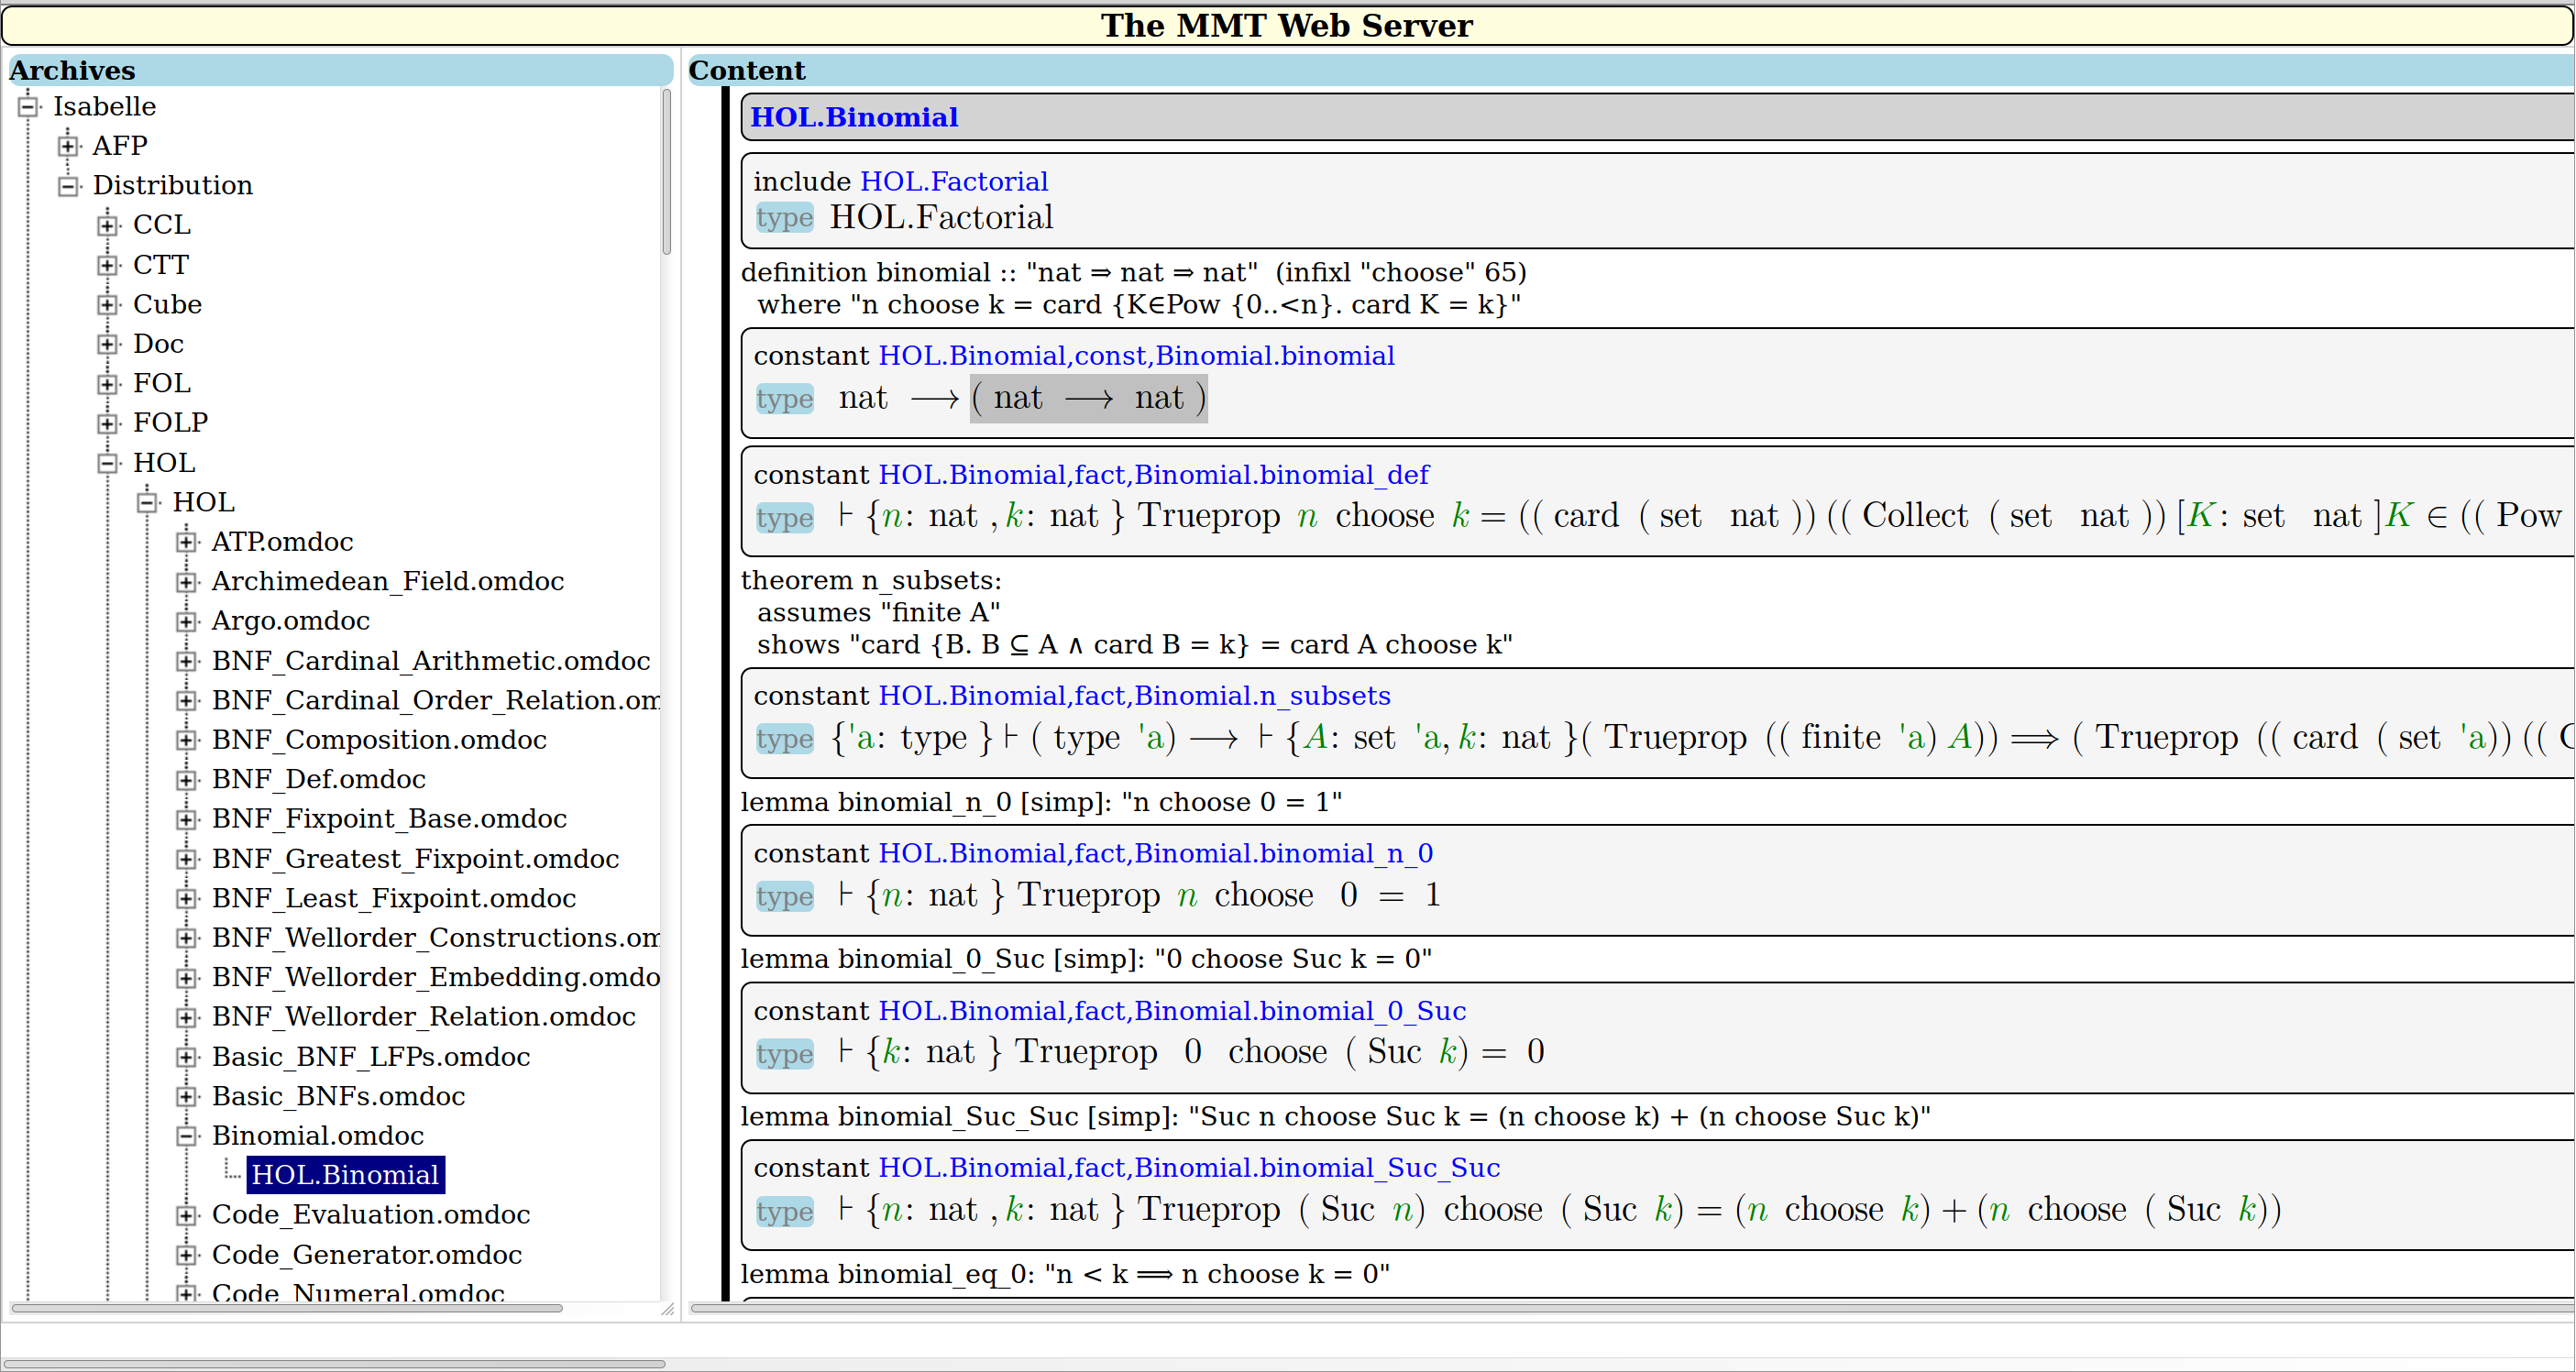 The MMT Web Server
Archives
Isabelle
AFP
Distribution
CCL
CTT
Cube
Doc
FOL
FOLP
HOL
HOL
ATP.omdoc
Archimedean_Field.omdoc
Argo.omdoc
BNF_Cardinal_Arithmetic.omdoc
BNF_Cardinal_Order_Relation.om
BNF_Composition.omdoc
BNF_Def.omdoc
BNF_Fixpoint_Base.omdoc
BNF_Greatest_Fixpoint.omdoc
BNF_Least_Fixpoint.omdoc
BNF_Wellorder_Constructions.om
BNF_Wellorder_Embedding.omdo
BNF_Wellorder_Relation.omdoc
Basic_BNF_LFPs.omdoc
Basic_BNFs.omdoc
Binomial.omdoc
HOL.Binomial
Code_Evaluation.omdoc
Code_Generator.omdoc
Code_Numeral.omdoc
Content
HOL.Binomial
include HOL.Factorial
type HOL.Factorial
definition binomial :: "nat ⇒ nat ⇒ nat" (infixl "choose" 65)
where "n choose k = card {K∈Pow {0..<n}. card K = k}"
constant HOL.Binomial,const,Binomial.binomial
type nat ⟶ ( nat ⟶ nat )
constant HOL.Binomial,fact,Binomial.binomial_def
type ⊢ {n: nat , k: nat } Trueprop n choose k = (( card ( set nat )) (( Collect ( set nat )) [K: set nat ]K ∈ (( Pow
theorem n_subsets:
assumes "finite A"
shows "card {B. B ⊆ A ∧ card B = k} = card A choose k"
constant HOL.Binomial,fact,Binomial.n_subsets
type {'a: type } ⊢ ( type 'a) ⟶ ⊢ {A: set 'a, k: nat }( Trueprop (( finite 'a) A)) ⟹ ( Trueprop (( card ( set 'a)) (( C
lemma binomial_n_0 [simp]: "n choose 0 = 1"
constant HOL.Binomial,fact,Binomial.binomial_n_0
type ⊢ {n: nat } Trueprop n choose 0 = 1
lemma binomial_0_Suc [simp]: "0 choose Suc k = 0"
constant HOL.Binomial,fact,Binomial.binomial_0_Suc
type ⊢ {k: nat } Trueprop 0 choose ( Suc k) = 0
lemma binomial_Suc_Suc [simp]: "Suc n choose Suc k = (n choose k) + (n choose Suc k)"
constant HOL.Binomial,fact,Binomial.binomial_Suc_Suc
type ⊢ {n: nat , k: nat } Trueprop ( Suc n) choose ( Suc k) = (n choose k) + (n choose ( Suc k))
lemma binomial_eq_0: "n < k ⟹ n choose k = 0"